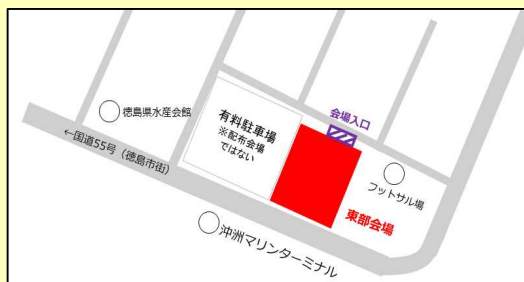 会場入口
徳島県水産会館
有料駐車場
※配布会場
ではない
←国道55号（徳島市街）
フットサル場
東部会場
沖洲マリンターミナル